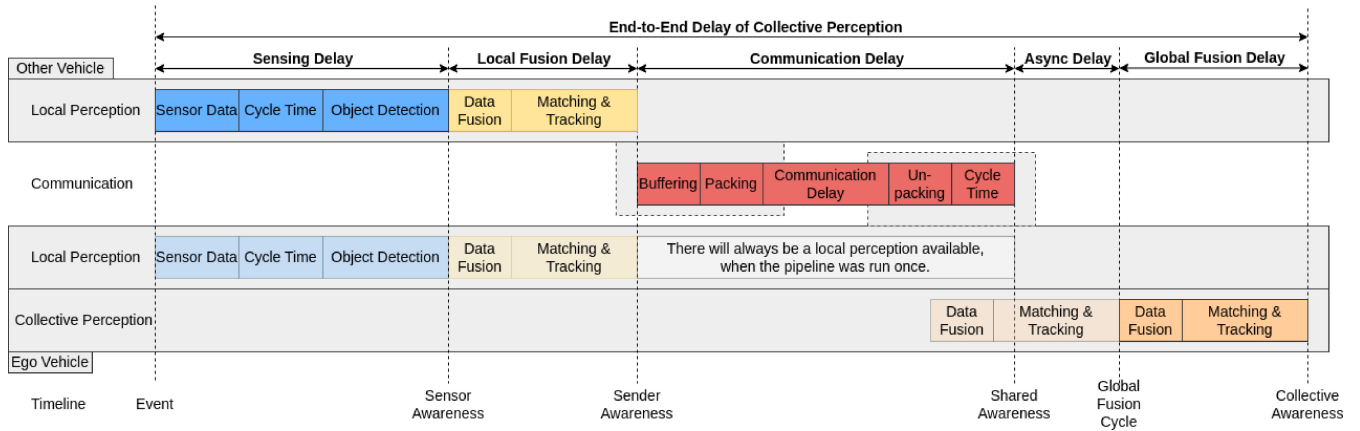 End-to-End Delay of Collective Perception
Sensing Delay
Local Fusion Delay
Communication Delay
Async Delay
Global Fusion Delay
Other Vehicle
Local Perception
Sensor Data
Cycle Time
Object Detection
Data
Fusion
Matching &
Tracking
Communication
Buffering
Packing
Communication
Delay
Un-
packing
Cycle
Time
Local Perception
Sensor Data
Cycle Time
Object Detection
Data
Fusion
Matching &
Tracking
There will always be a local perception available,
when the pipeline was run once.
Collective Perception
Data
Fusion
Matching &
Tracking
Data
Fusion
Matching &
Tracking
Ego Vehicle
Timeline
Event
Sensor
Awareness
Sender
Awareness
Shared
Awareness
Global
Fusion
Cycle
Collective
Awareness